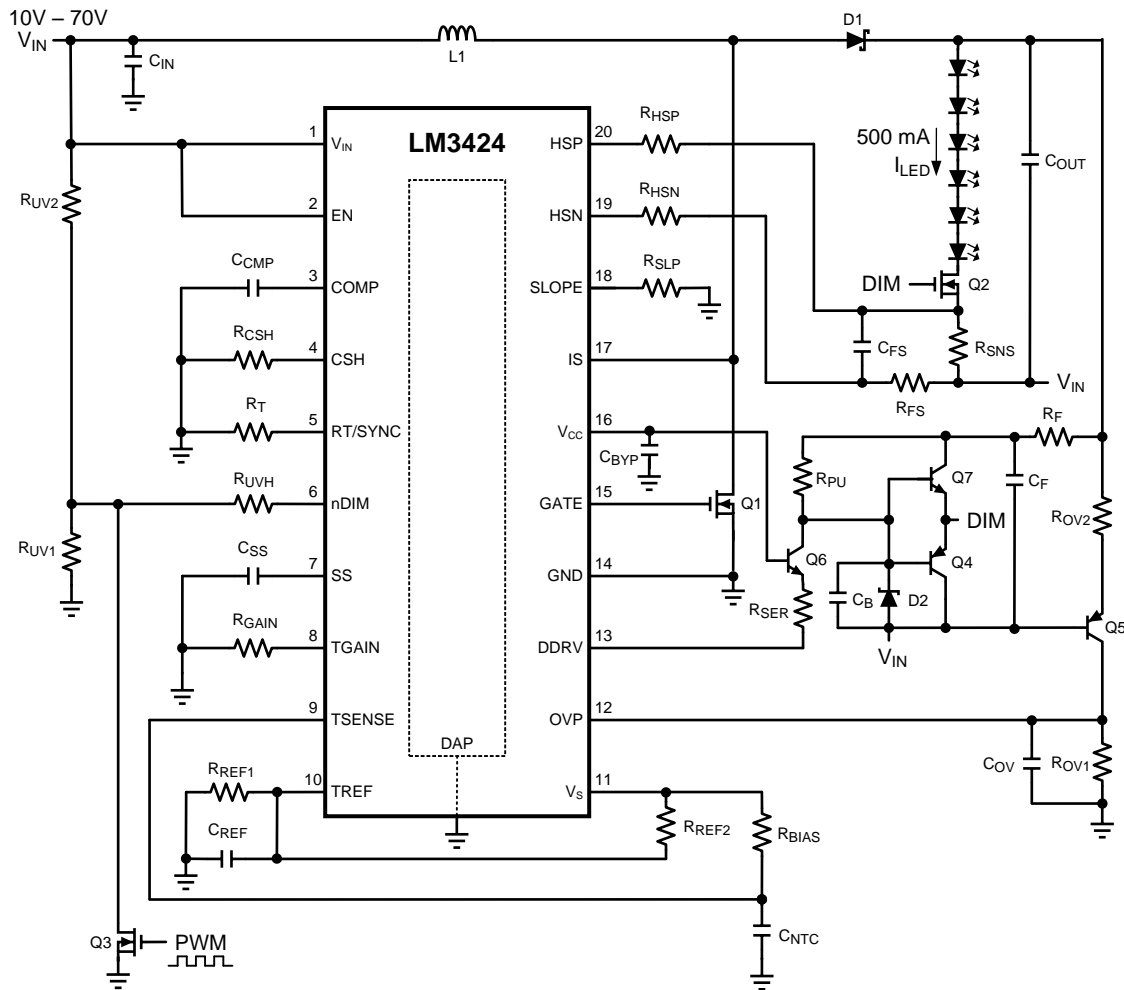 10V – 70V
VIN
CIN
L1
D1
LM3424
1 VIN
2 EN
3 COMP
4 CSH
5 RT/SYNC
6 nDIM
7 SS
8 TGAIN
9 TSENSE
10 TREF
DAP
HSP 20
HSN 19
SLOPE 18
IS 17
VCC 16
GATE 15
GND 14
DDRV 13
OVP 12
VS 11
RUV2
CCMP
RCSH
RT
RUVH
RUV1
CSS
RGAIN
RREF1
CREF
Q3
PWM
RHSP
RHSN
RSLP
CBYP
Q1
500 mA
ILED
COUT
DIM
Q2
CFS
RSNS
RFS
VIN
RF
RPU
Q7
CF
DIM
ROV2
Q6
Q4
CB
D2
RSER
VIN
Q5
COV
ROV1
RREF2
RBIAS
CNTC